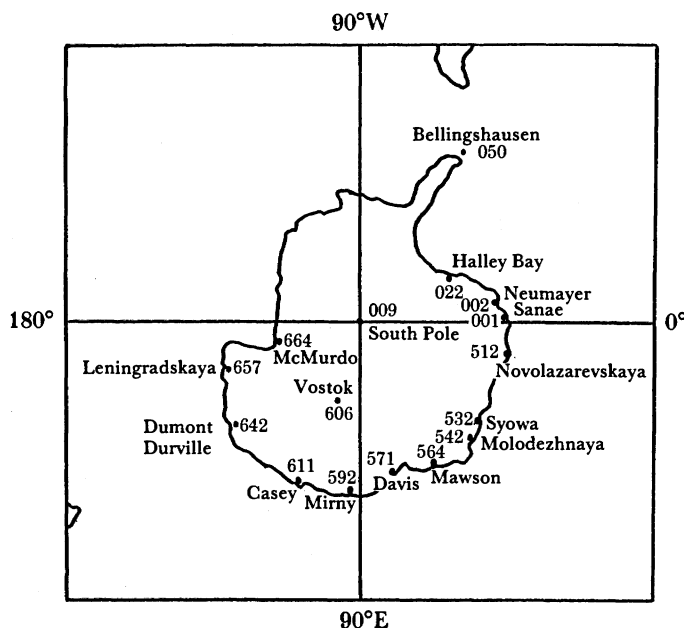 90°W
Bellingshausen
050
Halley Bay
022
002
Neumayer
Sanae
001
009
South Pole
180°
0°
664
McMurdo
Leningradskaya
657
512
Novolazarevskaya
Vostok
606
Dumont
Durville
642
532
Syowa
542
Molodezhnaya
564
Mawson
571
Davis
611
Casey
592
Mirny
90°E